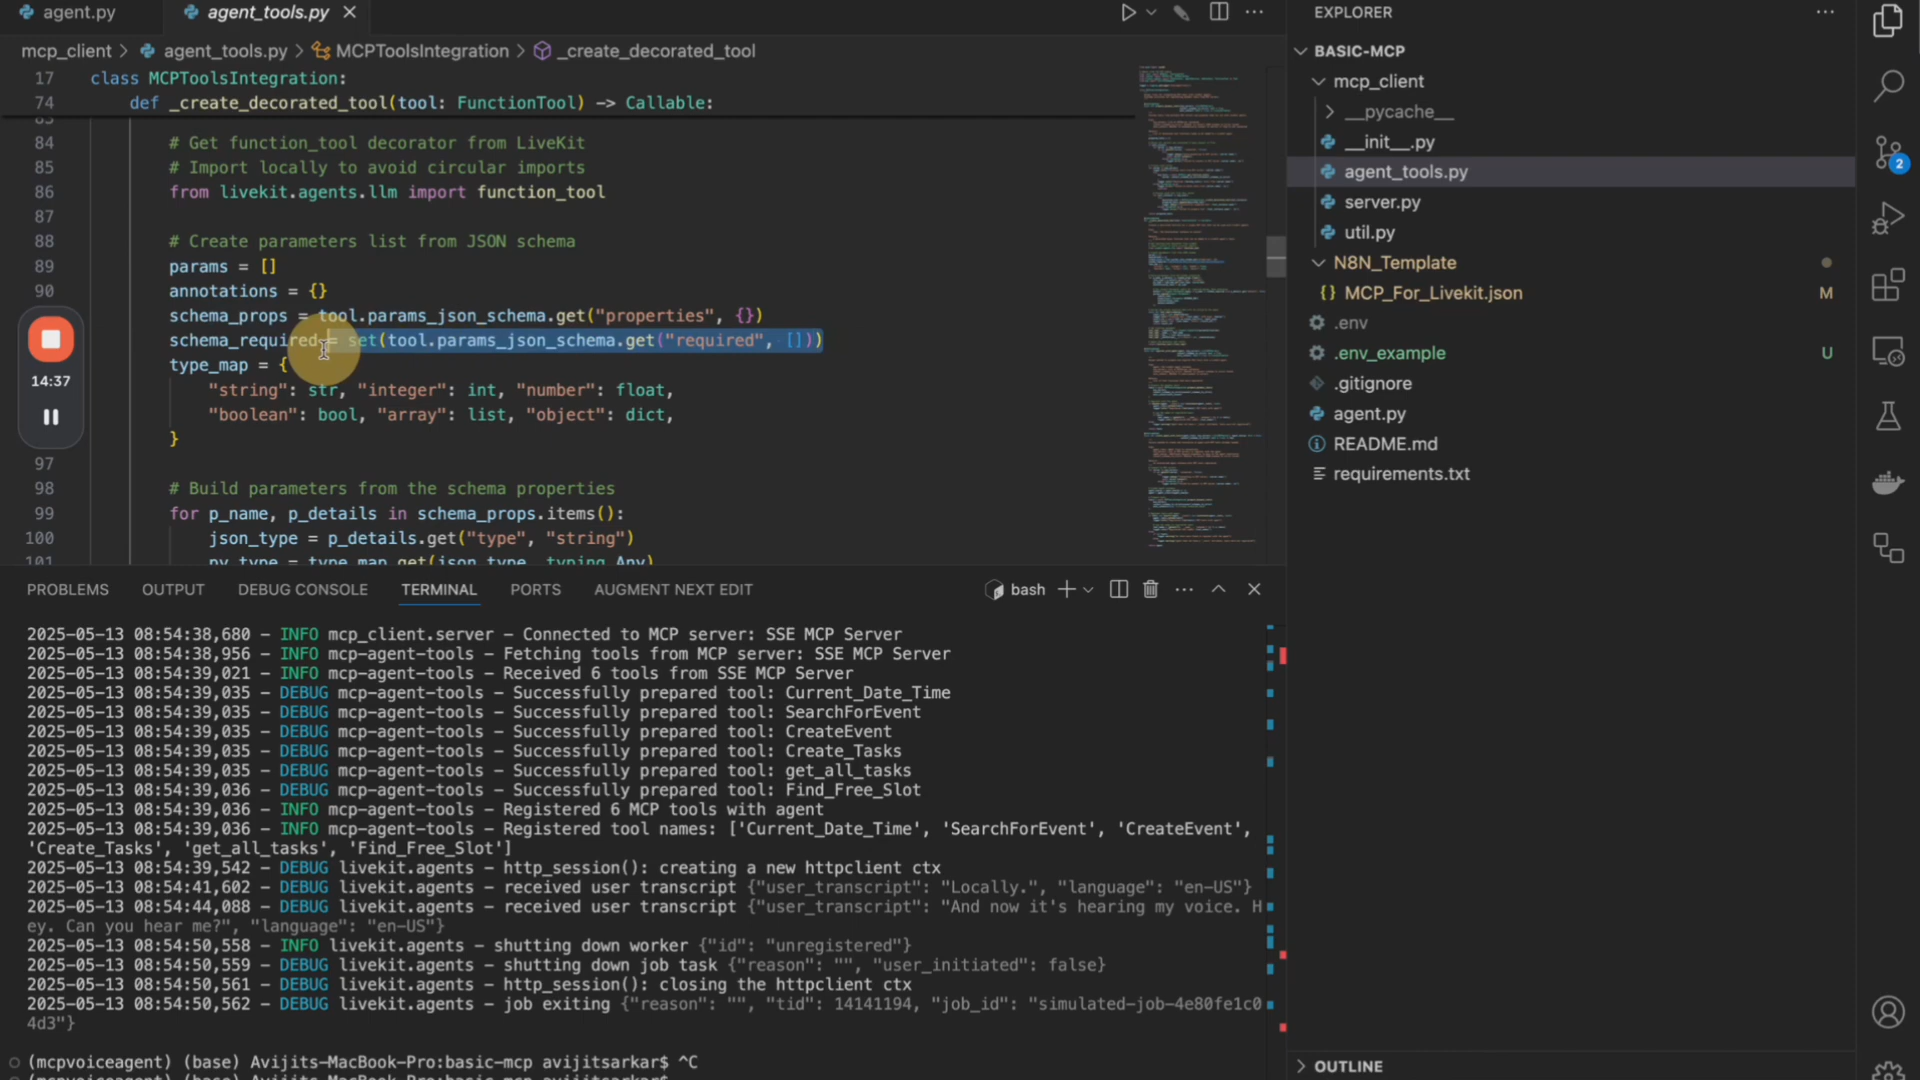 agent.py
agent_tools.py
mcp_client > agent_tools.py > MCPToolsIntegration > _create_decorated_tool
17 class MCPToolsIntegration:
74 def _create_decorated_tool(tool: FunctionTool) -> Callable:
83
84 # Get function_tool decorator from LiveKit
85 # Import locally to avoid circular imports
86 from livekit.agents.llm import function_tool
87
88 # Create parameters list from JSON schema
89 params = []
90 annotations = {}
schema_props = tool.params_json_schema.get("properties", {})
schema_required = set(tool.params_json_schema.get("required", []))
type_map = {
"string": str, "integer": int, "number": float,
"boolean": bool, "array": list, "object": dict,
}
97
98 # Build parameters from the schema properties
99 for p_name, p_details in schema_props.items():
100 json_type = p_details.get("type", "string")
101 py_type = type_map.get(json_type, typing.Any)
14:37
PROBLEMS OUTPUT DEBUG CONSOLE TERMINAL PORTS AUGMENT NEXT EDIT
bash
2025-05-13 08:54:38,680 - INFO mcp_client.server - Connected to MCP server: SSE MCP Server
2025-05-13 08:54:38,956 - INFO mcp-agent-tools - Fetching tools from MCP server: SSE MCP Server
2025-05-13 08:54:39,021 - INFO mcp-agent-tools - Received 6 tools from SSE MCP Server
2025-05-13 08:54:39,035 - DEBUG mcp-agent-tools - Successfully prepared tool: Current_Date_Time
2025-05-13 08:54:39,035 - DEBUG mcp-agent-tools - Successfully prepared tool: SearchForEvent
2025-05-13 08:54:39,035 - DEBUG mcp-agent-tools - Successfully prepared tool: CreateEvent
2025-05-13 08:54:39,035 - DEBUG mcp-agent-tools - Successfully prepared tool: Create_Tasks
2025-05-13 08:54:39,035 - DEBUG mcp-agent-tools - Successfully prepared tool: get_all_tasks
2025-05-13 08:54:39,036 - DEBUG mcp-agent-tools - Successfully prepared tool: Find_Free_Slot
2025-05-13 08:54:39,036 - INFO mcp-agent-tools - Registered 6 MCP tools with agent
2025-05-13 08:54:39,036 - INFO mcp-agent-tools - Registered tool names: ['Current_Date_Time', 'SearchForEvent', 'CreateEvent',
'Create_Tasks', 'get_all_tasks', 'Find_Free_Slot']
2025-05-13 08:54:39,542 - DEBUG livekit.agents - http_session(): creating a new httpclient ctx
2025-05-13 08:54:41,602 - DEBUG livekit.agents - received user transcript {"user_transcript": "Locally.", "language": "en-US"}
2025-05-13 08:54:44,088 - DEBUG livekit.agents - received user transcript {"user_transcript": "And now it's hearing my voice. H
ey. Can you hear me?", "language": "en-US"}
2025-05-13 08:54:50,558 - INFO livekit.agents - shutting down worker {"id": "unregistered"}
2025-05-13 08:54:50,559 - DEBUG livekit.agents - shutting down job task {"reason": "", "user_initiated": false}
2025-05-13 08:54:50,561 - DEBUG livekit.agents - http_session(): closing the httpclient ctx
2025-05-13 08:54:50,562 - DEBUG livekit.agents - job exiting {"reason": "", "tid": 14141194, "job_id": "simulated-job-4e80fe1c0
4d3"}
(mcpvoiceagent) (base) Avijits-MacBook-Pro:basic-mcp avijitsarkar$ ^C
(mcpvoiceagent) (base) Avijits-MacBook-Pro:basic-mcp avijitsarkar$
EXPLORER
BASIC-MCP
mcp_client
__pycache__
__init__.py
agent_tools.py
server.py
util.py
N8N_Template
MCP_For_Livekit.json M
.env
.env_example U
.gitignore
agent.py
README.md
requirements.txt
OUTLINE
2